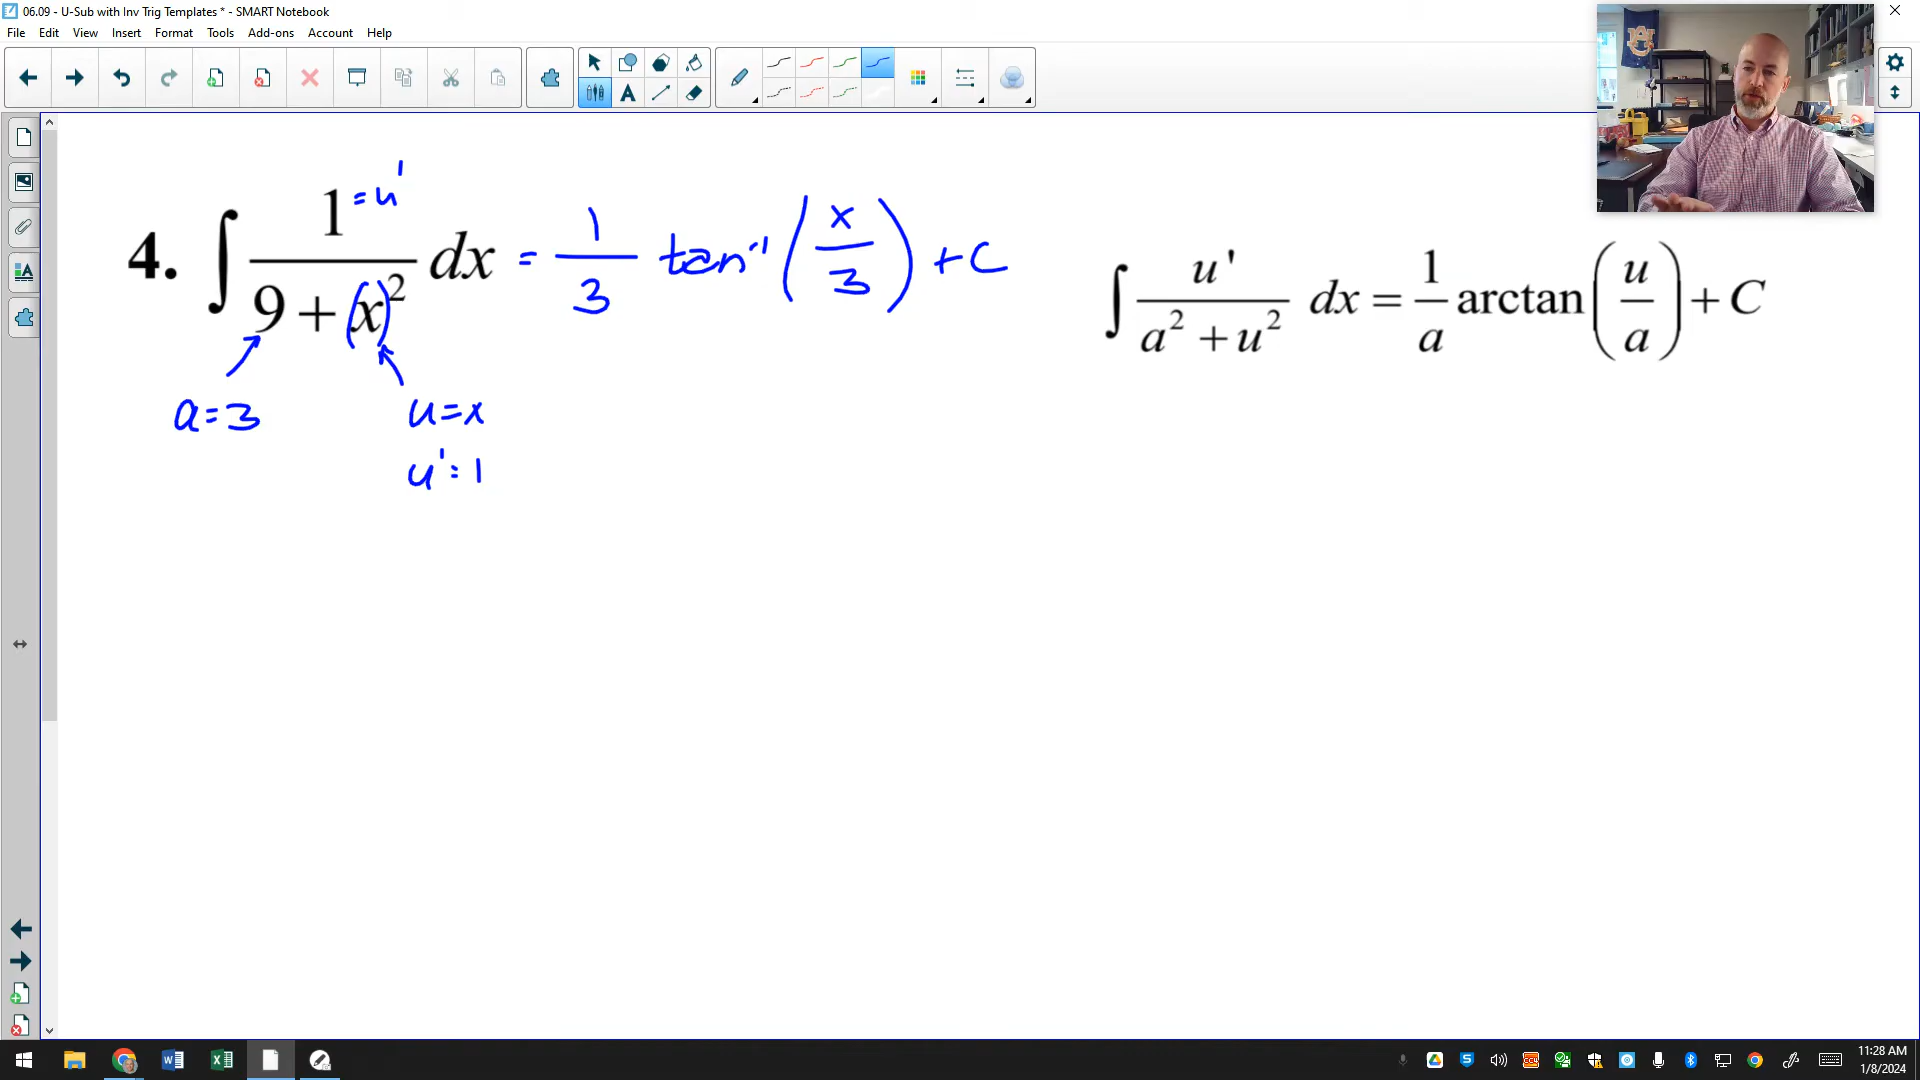 06.09 - U-Sub with Inv Trig Templates * - SMART Notebook
File Edit View Insert Format Tools Add-ons Account Help
4. ∫ 1/(9 + (x)²) dx = 1/3 tan⁻¹(x/3) + C
= u'
∫ u'/(a² + u²) dx = 1/a arctan(u/a) + C
a = 3
u = x
u' = 1
11:28 AM
1/8/2024